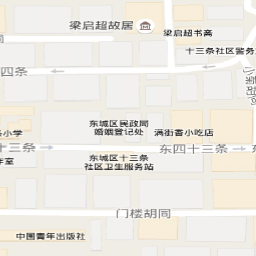 梁启超故居
梁启超书斋
十三条社区警务
四条
东城区民政局
婚姻登记处
满街香小吃店
小学
十三条
东四十三条
东
东城区十三条
社区卫生服务站
室
门楼胡同
中国青年出版社